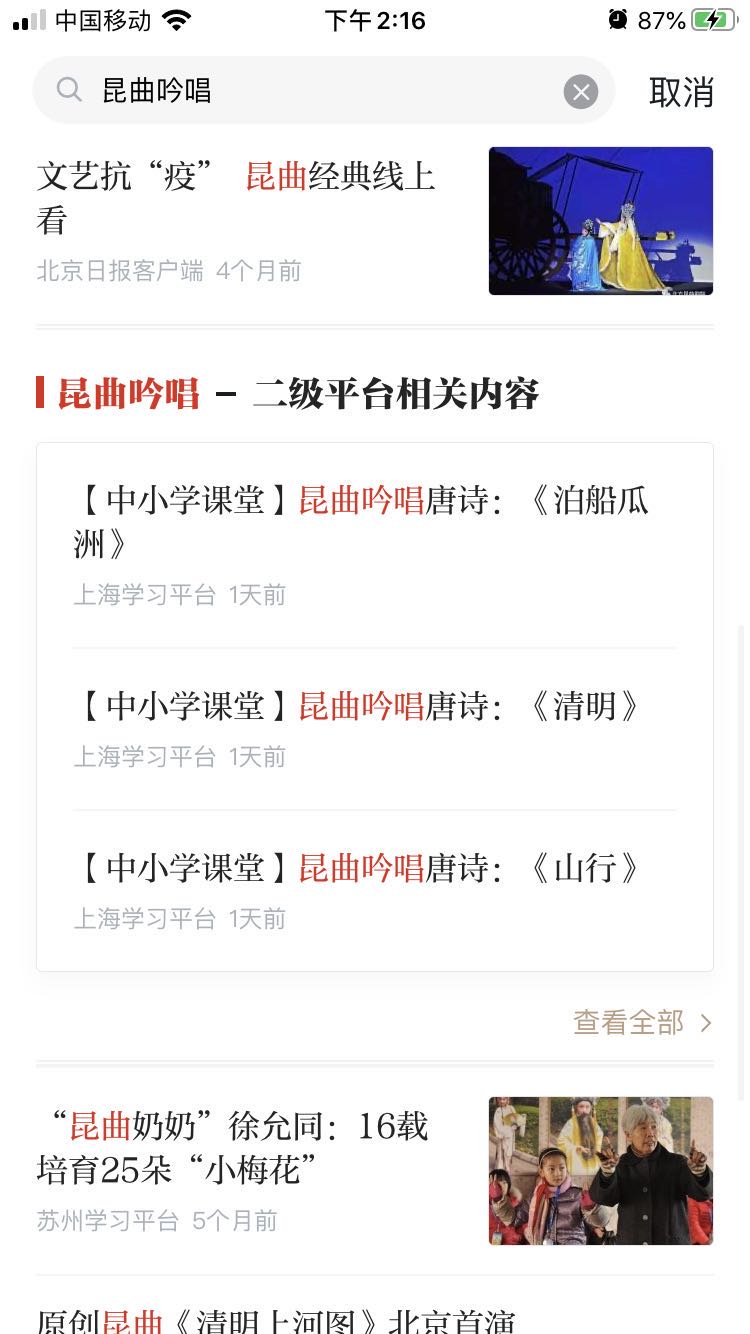 中国移动
下午2:16
87%
昆曲吟唱
取消
文艺抗“疫” 昆曲经典线上
看
北京日报客户端 4个月前
昆曲吟唱 – 二级平台相关内容
【中小学课堂】昆曲吟唱唐诗：《泊船瓜
洲》
上海学习平台 1天前
【中小学课堂】昆曲吟唱唐诗：《清明》
上海学习平台 1天前
【中小学课堂】昆曲吟唱唐诗：《山行》
上海学习平台 1天前
查看全部
“昆曲奶奶”徐允同：16载
培育25朵“小梅花”
苏州学习平台 5个月前
原创昆曲《清明上河图》北京首演